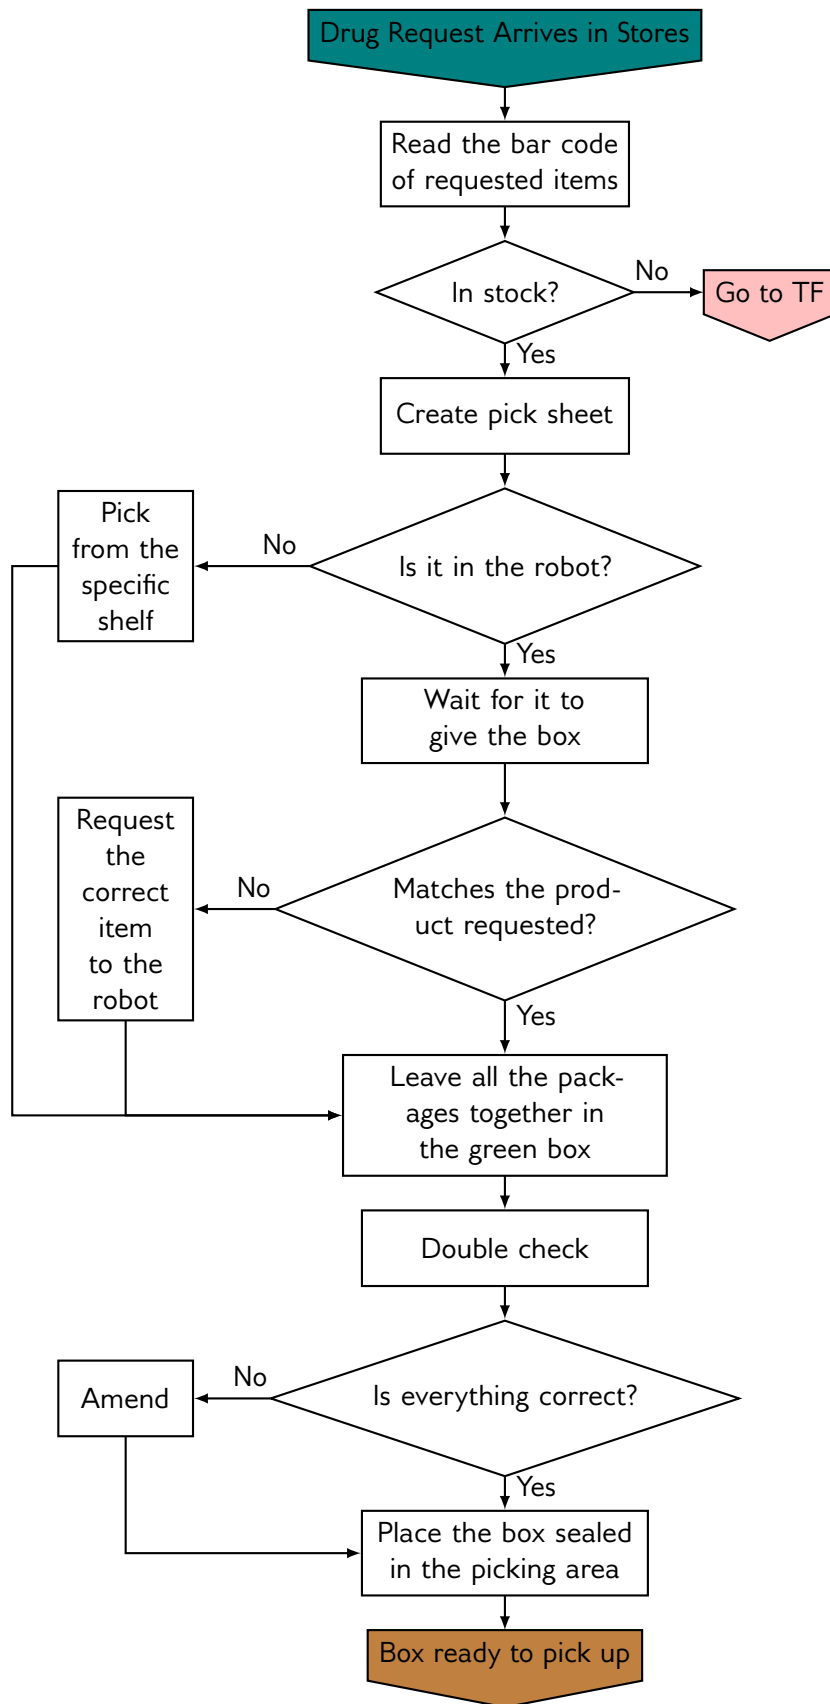 Drug Request Arrives in Stores
Read the bar code
of requested items
In stock?
No
Go to TF
Yes
Create pick sheet
Pick
from the
specific
shelf
No
Is it in the robot?
Yes
Wait for it to
give the box
Request
the
correct
item
to the
robot
No
Matches the prod-
uct requested?
Yes
Leave all the pack-
ages together in
the green box
Double check
Amend
No
Is everything correct?
Yes
Place the box sealed
in the picking area
Box ready to pick up